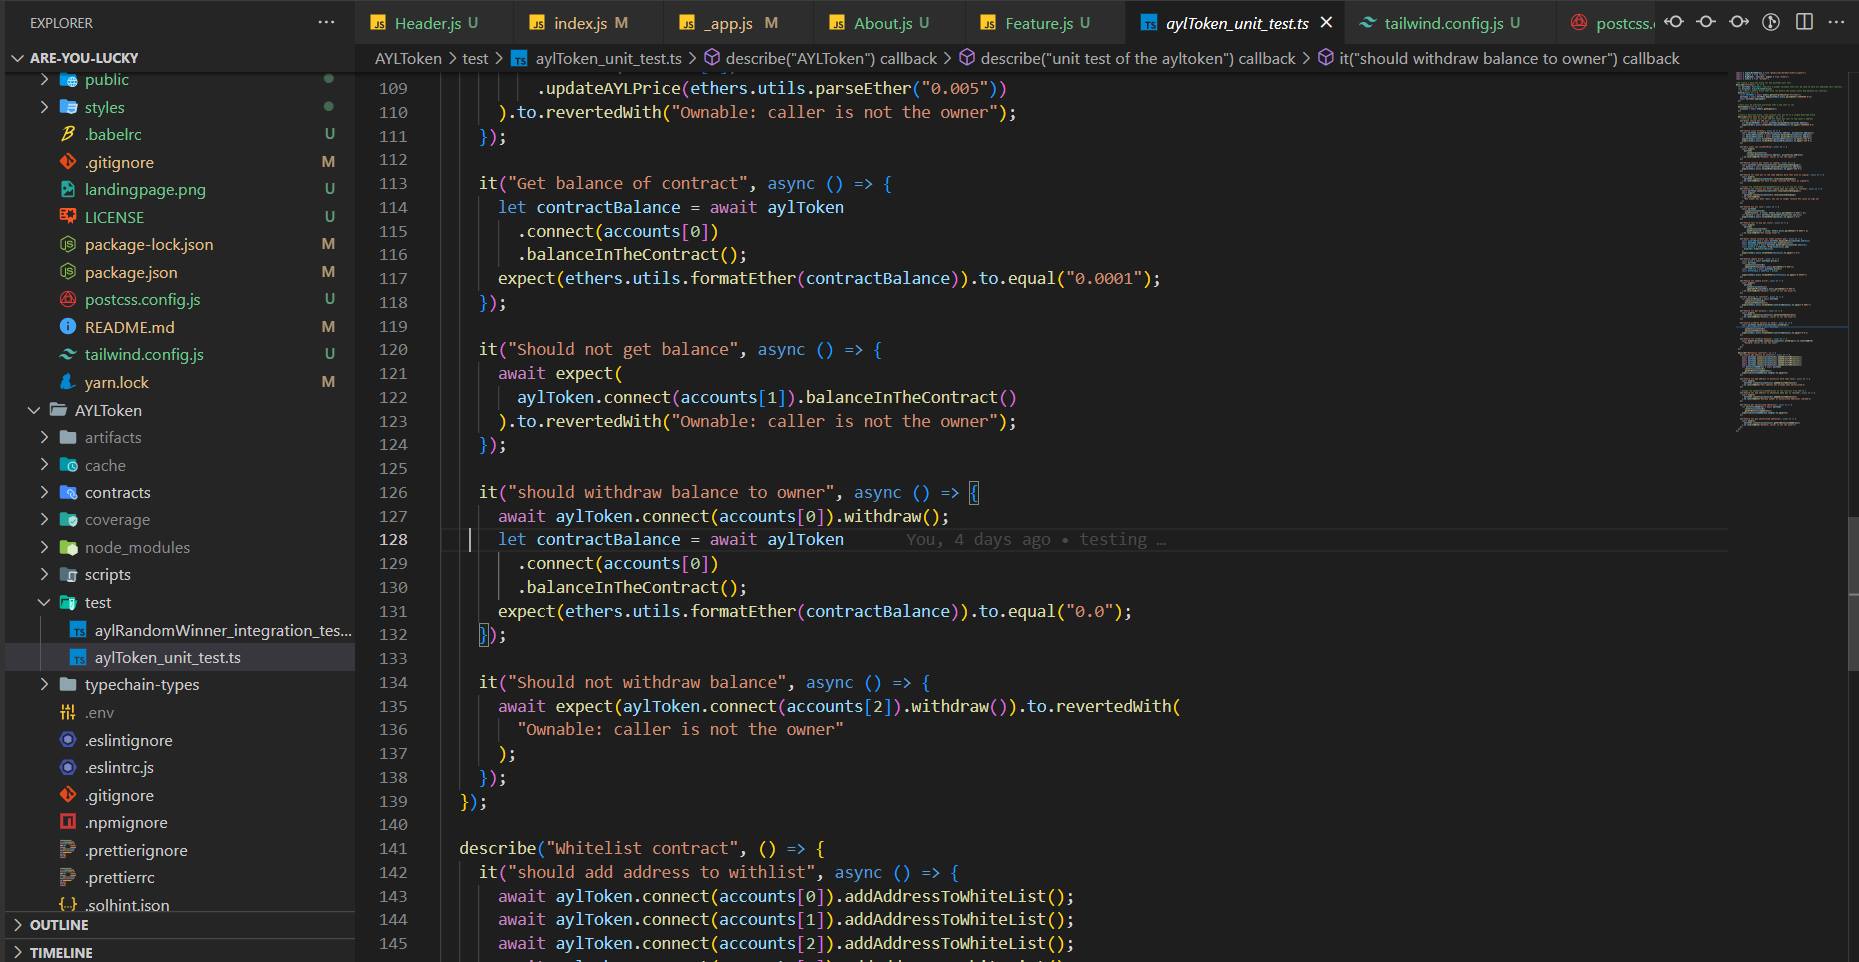 EXPLORER ...
ARE-YOU-LUCKY
public
styles
.babelrc U
.gitignore M
landingpage.png U
LICENSE U
package-lock.json M
package.json M
postcss.config.js U
README.md M
tailwind.config.js U
yarn.lock M
AYLToken
artifacts
cache
contracts
coverage
node_modules
scripts
test
aylRandomWinner_integration_tes...
aylToken_unit_test.ts
typechain-types
.env
.eslintignore
.eslintrc.js
.gitignore
.npmignore
.prettierignore
.prettierrc
.solhint.json
OUTLINE
TIMELINE
JS Header.js U JS index.js M JS _app.js M JS About.js U JS Feature.js U TS aylToken_unit_test.ts tailwind.config.js U postcss.
AYLToken > test > TS aylToken_unit_test.ts > describe("AYLToken") callback > describe("unit test of the ayltoken") callback > it("should withdraw balance to owner") callback
109 .updateAYLPrice(ethers.utils.parseEther("0.005"))
110 ).to.revertedWith("Ownable: caller is not the owner");
111 });
112
113 it("Get balance of contract", async () => {
114 let contractBalance = await aylToken
115 .connect(accounts[0])
116 .balanceInTheContract();
117 expect(ethers.utils.formatEther(contractBalance)).to.equal("0.0001");
118 });
119
120 it("Should not get balance", async () => {
121 await expect(
122 aylToken.connect(accounts[1]).balanceInTheContract()
123 ).to.revertedWith("Ownable: caller is not the owner");
124 });
125
126 it("should withdraw balance to owner", async () => {
127 await aylToken.connect(accounts[0]).withdraw();
128 let contractBalance = await aylToken You, 4 days ago • testing …
129 .connect(accounts[0])
130 .balanceInTheContract();
131 expect(ethers.utils.formatEther(contractBalance)).to.equal("0.0");
132 });
133
134 it("Should not withdraw balance", async () => {
135 await expect(aylToken.connect(accounts[2]).withdraw()).to.revertedWith(
136 "Ownable: caller is not the owner"
137 );
138 });
139 });
140
141 describe("Whitelist contract", () => {
142 it("should add address to withlist", async () => {
143 await aylToken.connect(accounts[0]).addAddressToWhiteList();
144 await aylToken.connect(accounts[1]).addAddressToWhiteList();
145 await aylToken.connect(accounts[2]).addAddressToWhiteList();